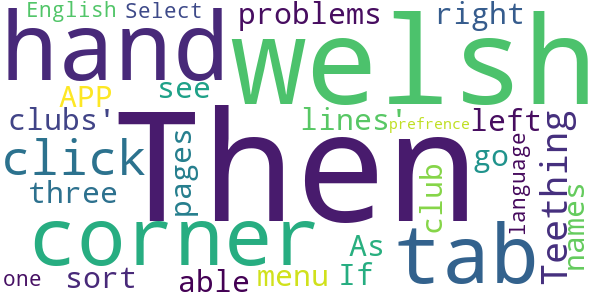 English Select problems right
hand welsh
APP see
clubs' lines' prefrence left
click Then pages club go language Teething names
three
corner tab
As
one sort able menu If